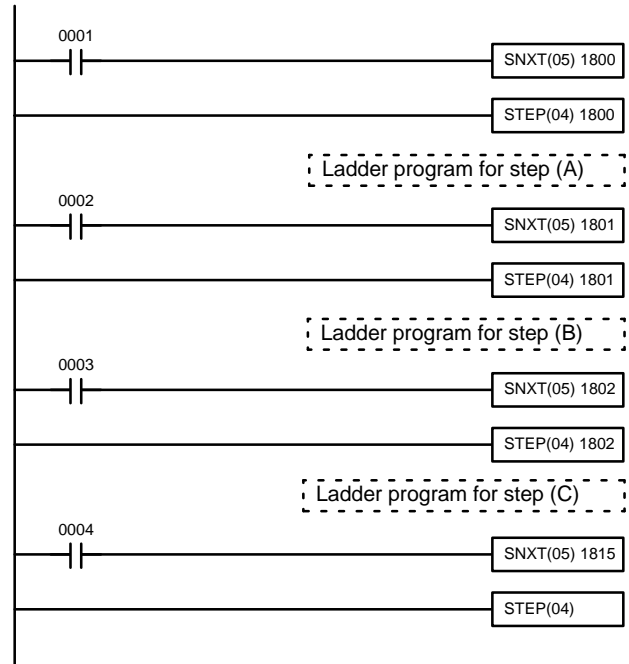 0001
SNXT(05) 1800
STEP(04) 1800
Ladder program for step (A)
0002
SNXT(05) 1801
STEP(04) 1801
Ladder program for step (B)
0003
SNXT(05) 1802
STEP(04) 1802
Ladder program for step (C)
0004
SNXT(05) 1815
STEP(04)